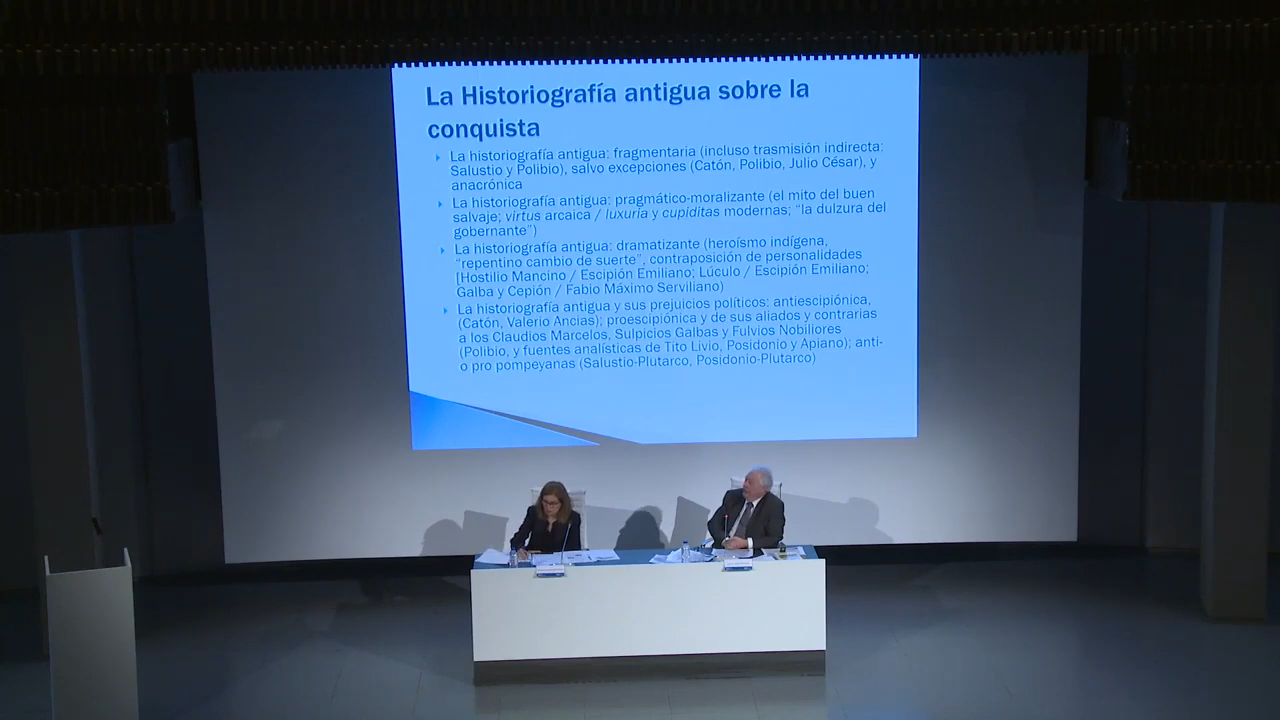 La Historiografía antigua sobre la
conquista
La historiografía antigua: fragmentaria (incluso trasmisión indirecta:
Salustio y Polibio), salvo excepciones (Catón, Polibio, Julio César), y
anacrónica
La historiografía antigua: pragmático-moralizante (el mito del buen
salvaje; virtus arcaica / luxuria y cupiditas modernas; “la dulzura del
gobernante”)
La historiografía antigua: dramatizante (heroísmo indígena,
“repentino cambio de suerte”, contraposición de personalidades
[Hostilio Mancino / Escipión Emiliano; Lúculo / Escipión Emiliano;
Galba y Cepión / Fabio Máximo Serviliano)
La historiografía antigua y sus prejuicios políticos: antiescipiónica,
(Catón, Valerio Ancias); proescipiónica y de sus aliados y contrarias
a los Claudios Marcelos, Sulpicios Galbas y Fulvios Nobiliores
(Polibio, y fuentes analísticas de Tito Livio, Posidonio y Apiano); anti-
o pro pompeyanas (Salustio-Plutarco, Posidonio-Plutarco)